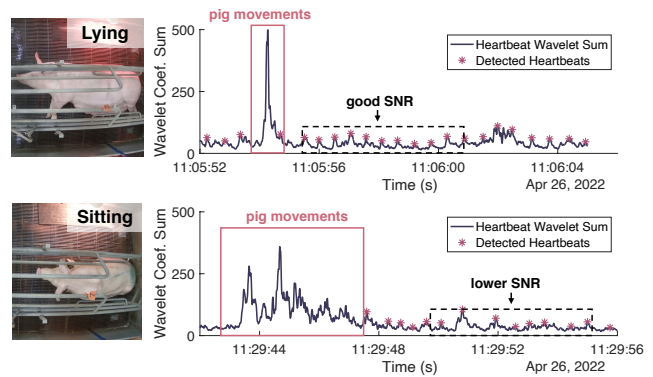 Lying
pig movements
Heartbeat Wavelet Sum
Detected Heartbeats
good SNR
Wavelet Coef. Sum
500
250
0
11:05:52
11:05:56
11:06:00
11:06:04
Time (s)
Apr 26, 2022
Sitting
pig movements
Heartbeat Wavelet Sum
Detected Heartbeats
lower SNR
Wavelet Coef. Sum
500
250
0
11:29:44
11:29:48
11:29:52
11:29:56
Time (s)
Apr 26, 2022